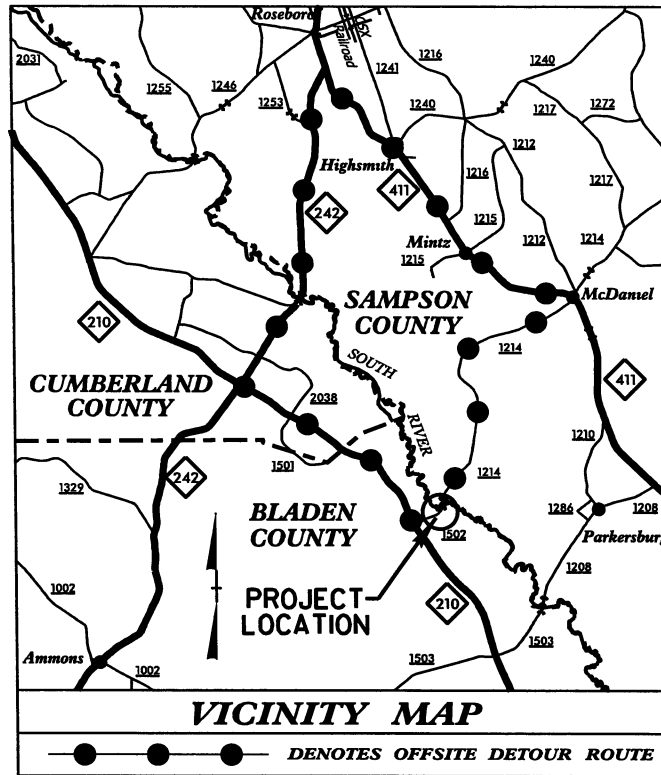 Rosebord
CSX
Railroad
2031
1255
1246
1253
1241
1216
1240
1240
1217
1272
1212
Highsmith
411
1216
1217
242
1215
Mintz
1215
1212
1214
McDaniel
SAMPSON
COUNTY
210
1214
411
CUMBERLAND
COUNTY
SOUTH
RIVER
2038
1210
1501
1214
242
1329
BLADEN
COUNTY
1286
1208
1502
Parkersburg
1002
PROJECT
LOCATION
210
1208
Ammons
1002
1503
1503
VICINITY MAP
DENOTES OFFSITE DETOUR ROUTE